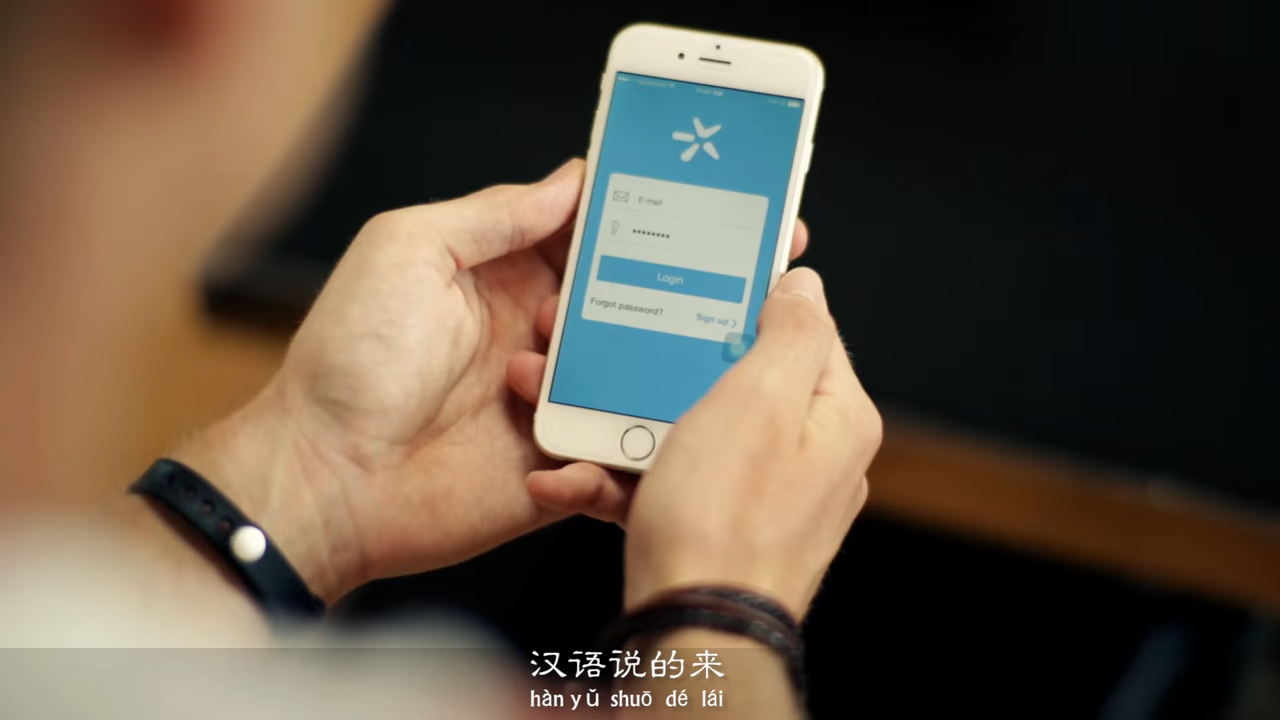 E-mail
••••••••
Login
Forgot password?
Sign up
汉语说的来
hàn yǔ shuō dé lái